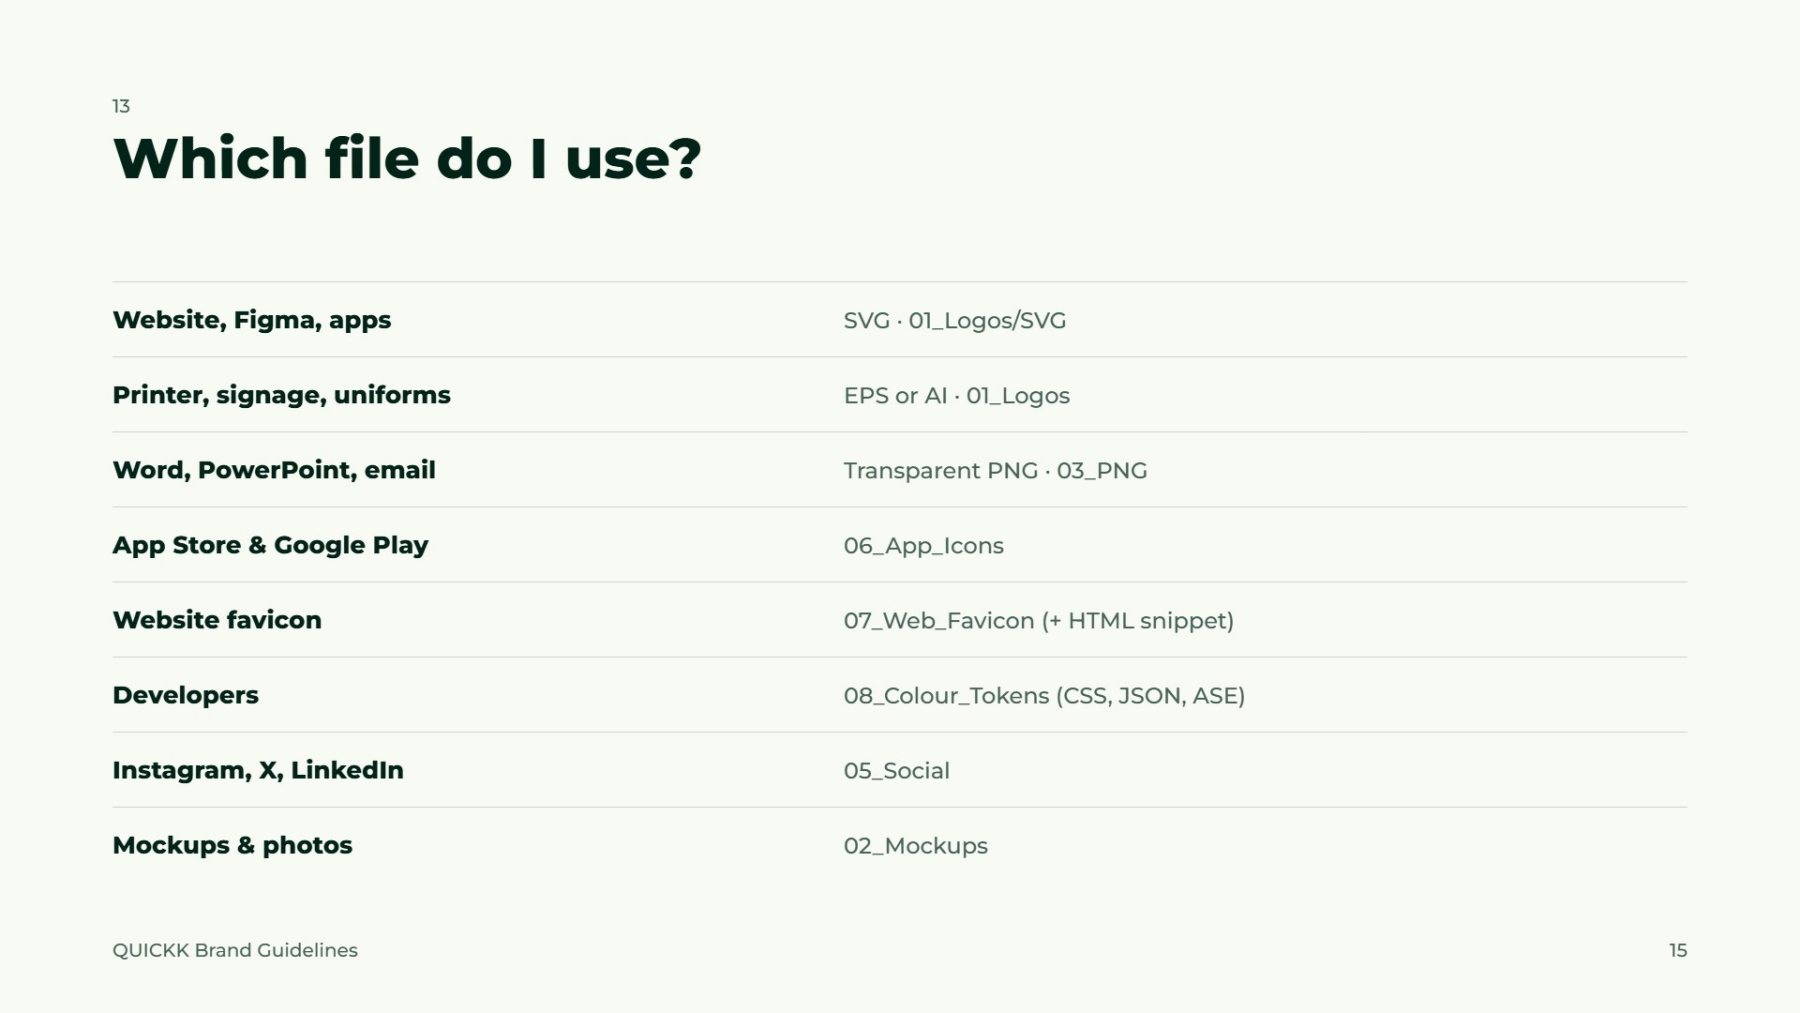 13
Which file do I use?
Website, Figma, apps SVG · 01_Logos/SVG
Printer, signage, uniforms EPS or AI · 01_Logos
Word, PowerPoint, email Transparent PNG · 03_PNG
App Store & Google Play 06_App_Icons
Website favicon 07_Web_Favicon (+ HTML snippet)
Developers 08_Colour_Tokens (CSS, JSON, ASE)
Instagram, X, LinkedIn 05_Social
Mockups & photos 02_Mockups
QUICKK Brand Guidelines 15